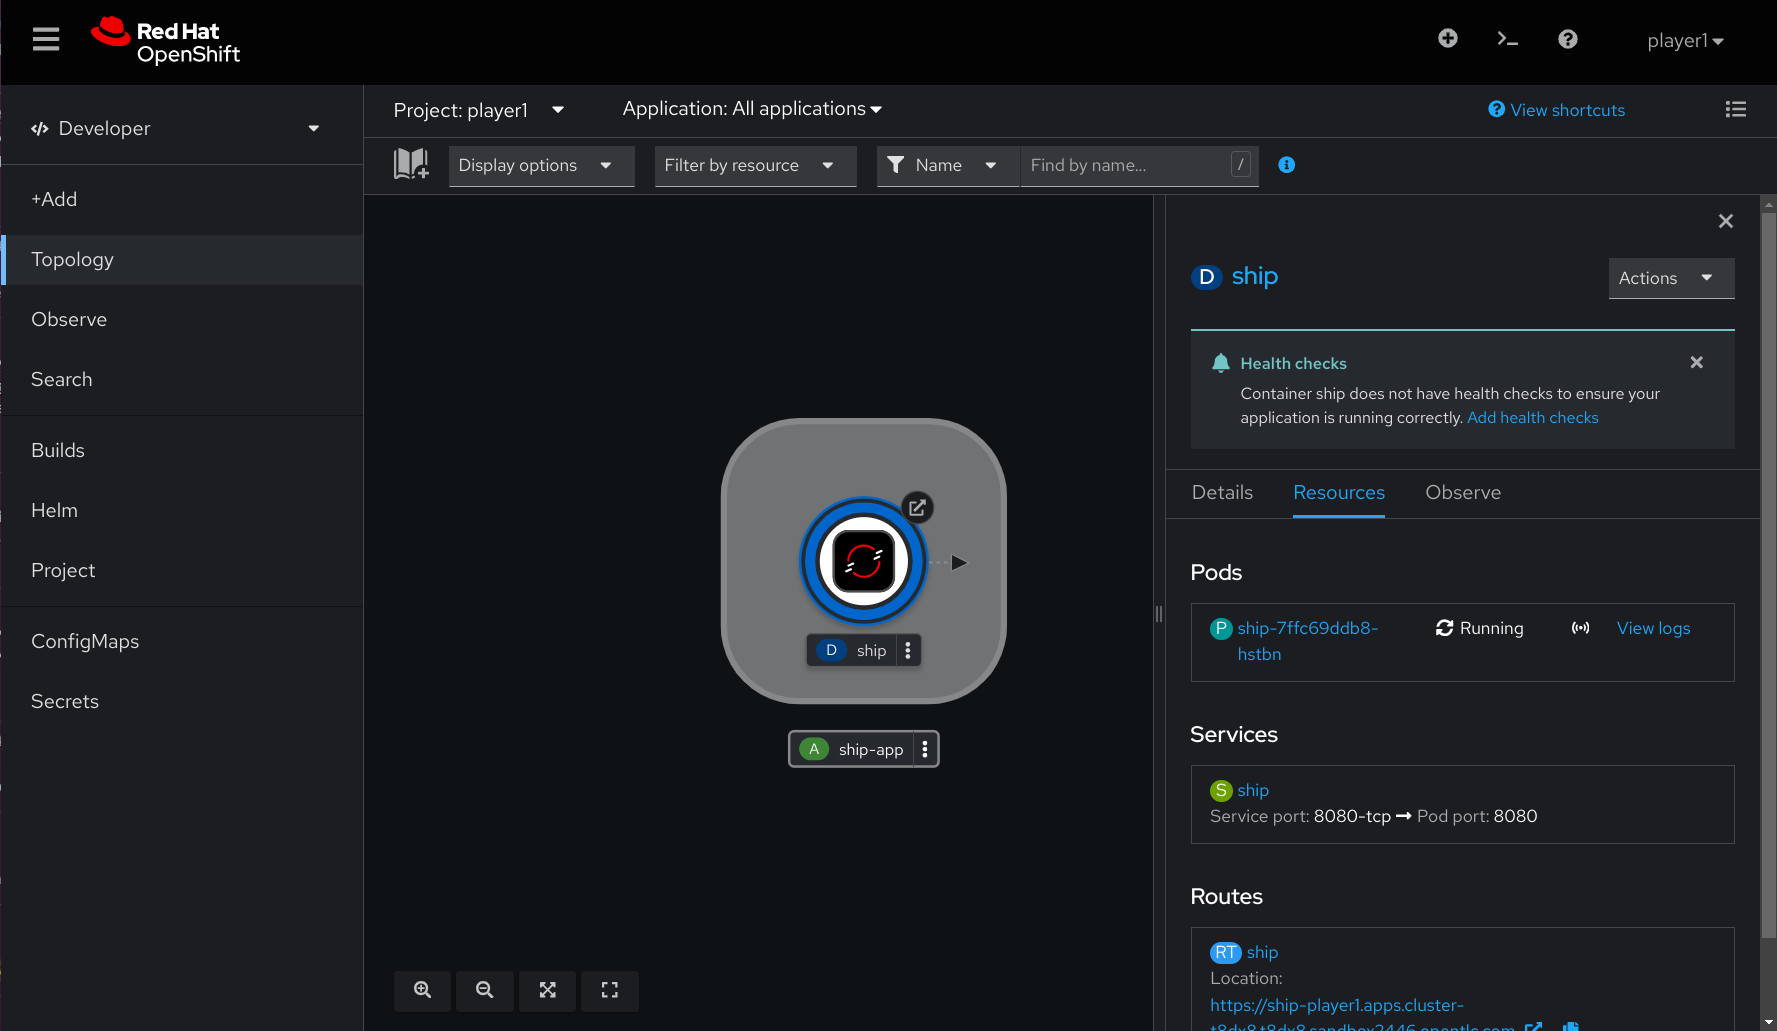 Red Hat
OpenShift
player1
Developer
+Add
Topology
Observe
Search
Builds
Helm
Project
ConfigMaps
Secrets
Project: player1
Application: All applications
View shortcuts
Display options
Filter by resource
Name
Find by name...
/
D ship
A ship-app
D ship
Actions
Health checks
Container ship does not have health checks to ensure your
application is running correctly. Add health checks
Details
Resources
Observe
Pods
P ship-7ffc69ddb8-
hstbn
Running
View logs
Services
S ship
Service port: 8080-tcp → Pod port: 8080
Routes
RT ship
Location:
https://ship-player1.apps.cluster-